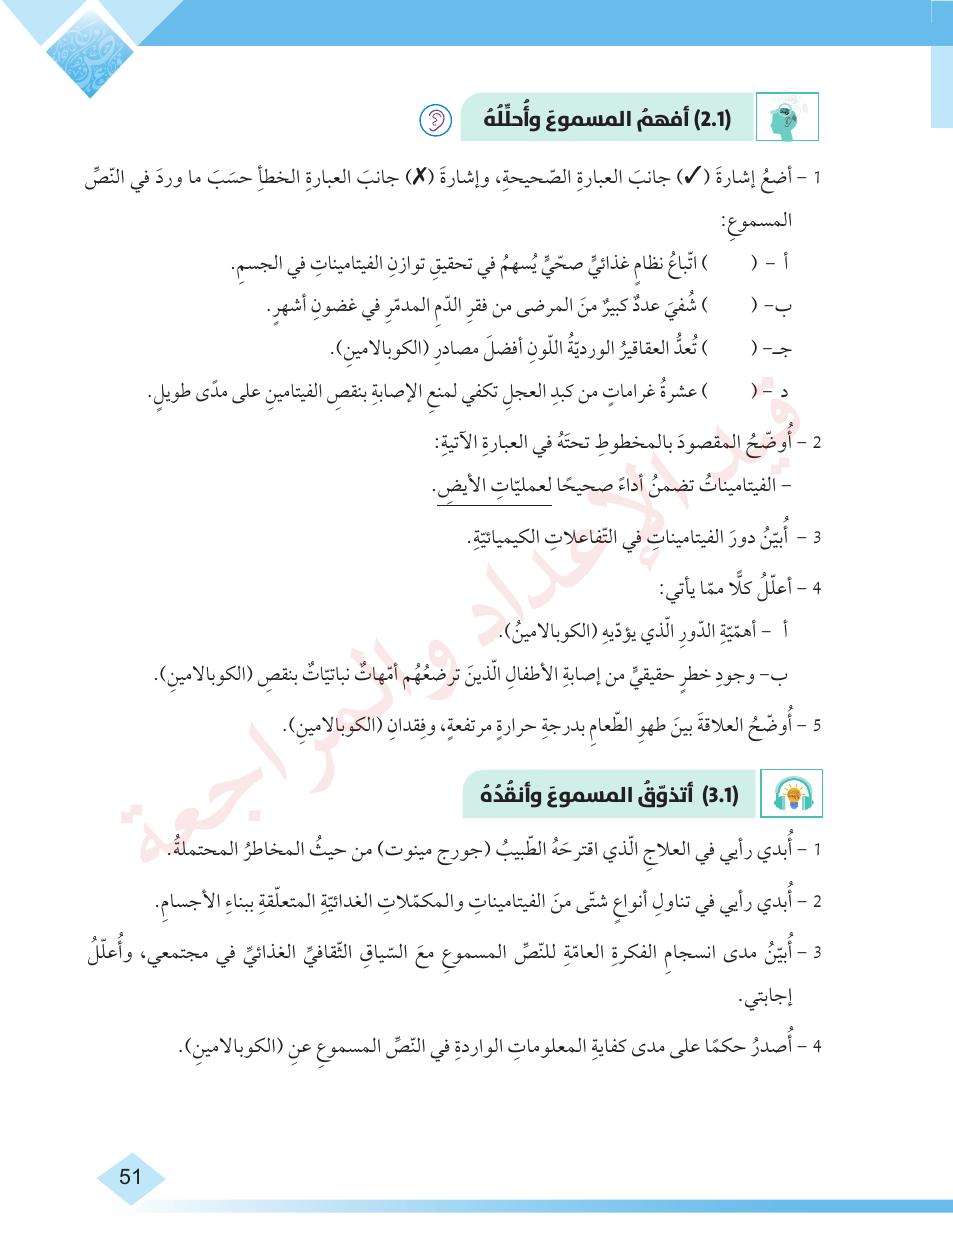 (2.1) أفهمُ المسموعَ وأُحلِّلُهُ
1 – أضعُ إشارةَ (✓) جانبَ العبارةِ الصّحيحةِ، وإشارةَ (✗) جانبَ العبارةِ الخطأِ حسَبَ ما وردَ في النّصِّ
المسموعِ:
أ – (      ) اتّباعُ نظامٍ غذائيٍّ صحّيٍّ يُسهمُ في تحقيقِ توازنِ الفيتاميناتِ في الجسمِ.
ب– (      ) شُفيَ عددٌ كبيرٌ منَ المرضى من فقرِ الدّمِ المدمّرِ في غضونِ أشهرٍ.
جـ– (      ) تُعدُّ العقاقيرُ الورديّةُ اللّونِ أفضلَ مصادرِ (الكوبالامينِ).
د – (      ) عشرةُ غراماتٍ من كبدِ العجلِ تكفي لمنعِ الإصابةِ بنقصِ الفيتامينِ على مدًى طويلٍ.
2 – أُوضّحُ المقصودَ بالمخطوطِ تحتَهُ في العبارةِ الآتيةِ:
– الفيتاميناتُ تضمنُ أداءً صحيحًا لعمليّاتِ الأيضِ.
3 – أُبيّنُ دورَ الفيتاميناتِ في التّفاعلاتِ الكيميائيّةِ.
4 – أعلّلُ كلًّا ممّا يأتي:
أ – أهمّيّةِ الدّورِ الّذي يؤدّيهِ (الكوبالامينُ).
ب– وجودِ خطرٍ حقيقيٍّ من إصابةِ الأطفالِ الّذينَ ترضعُهُم أمّهاتٌ نباتيّاتٌ بنقصِ (الكوبالامينِ).
5 – أُوضّحُ العلاقةَ بينَ طهوِ الطّعامِ بدرجةِ حرارةٍ مرتفعةٍ، وفِقدانِ (الكوبالامينِ).
(3.1) أتذوّقُ المسموعَ وأنقُدُهُ
1 – أُبدي رأيي في العلاجِ الّذي اقترحَهُ الطّبيبُ (جورج مينوت) من حيثُ المخاطرُ المحتملةُ.
2 – أُبدي رأيي في تناولِ أنواعٍ شتّى منَ الفيتاميناتِ والمكمّلاتِ الغدائيّةِ المتعلّقةِ ببناءِ الأجسامِ.
3 – أُبيّنُ مدى انسجامِ الفكرةِ العامّةِ للنّصِّ المسموعِ معَ السّياقِ الثّقافيِّ الغذائيِّ في مجتمعي، وأُعلّلُ
إجابتي.
4 – أُصدرُ حكمًا على مدى كفايةِ المعلوماتِ الواردةِ في النّصِّ المسموعِ عنِ (الكوبالامينِ).
قيد الإعداد والمراجعة
51